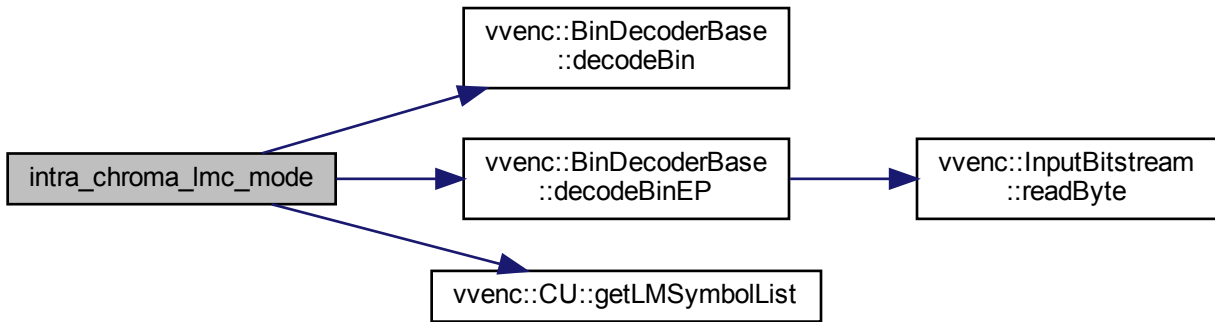 vvenc::BinDecoderBase
::decodeBin
intra_chroma_lmc_mode
vvenc::BinDecoderBase
::decodeBinEP
vvenc::InputBitstream
::readByte
vvenc::CU::getLMSymbolList